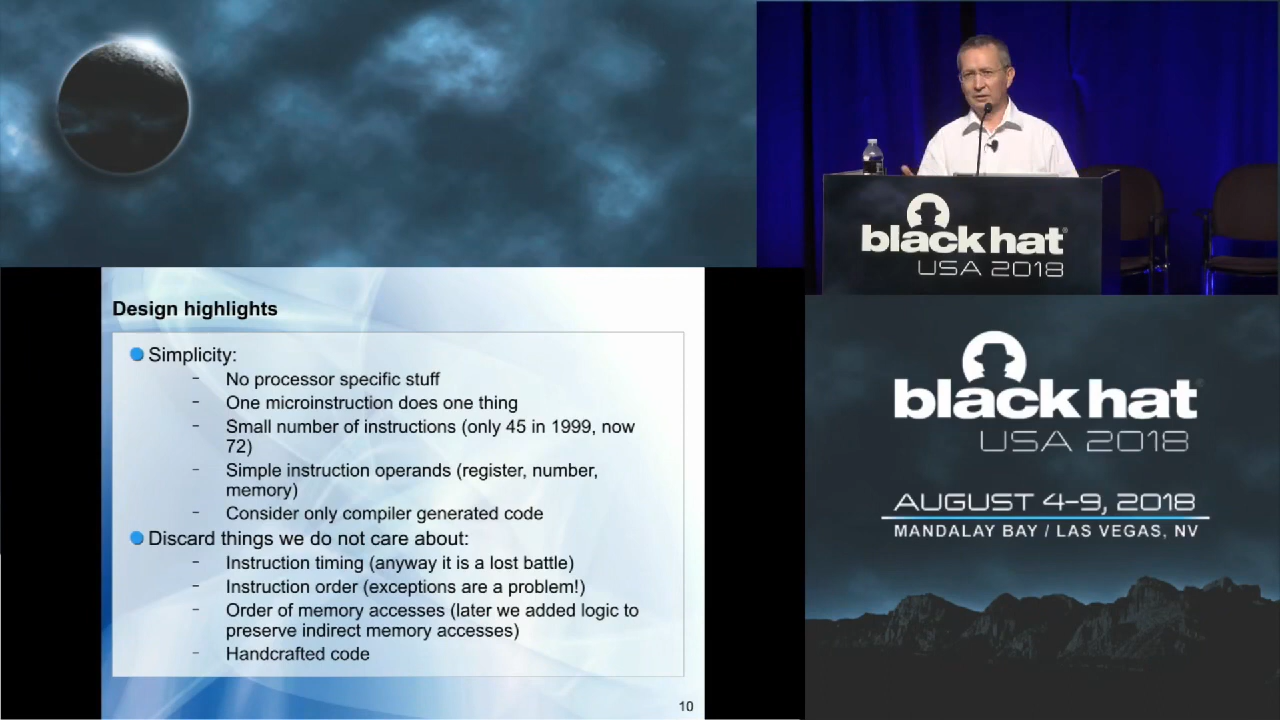 black hat
USA 2018
Design highlights
Simplicity:
- No processor specific stuff
- One microinstruction does one thing
- Small number of instructions (only 45 in 1999, now
72)
- Simple instruction operands (register, number,
memory)
- Consider only compiler generated code
Discard things we do not care about:
- Instruction timing (anyway it is a lost battle)
- Instruction order (exceptions are a problem!)
- Order of memory accesses (later we added logic to
preserve indirect memory accesses)
- Handcrafted code
10
black hat
USA 2018
AUGUST 4-9, 2018
MANDALAY BAY / LAS VEGAS, NV